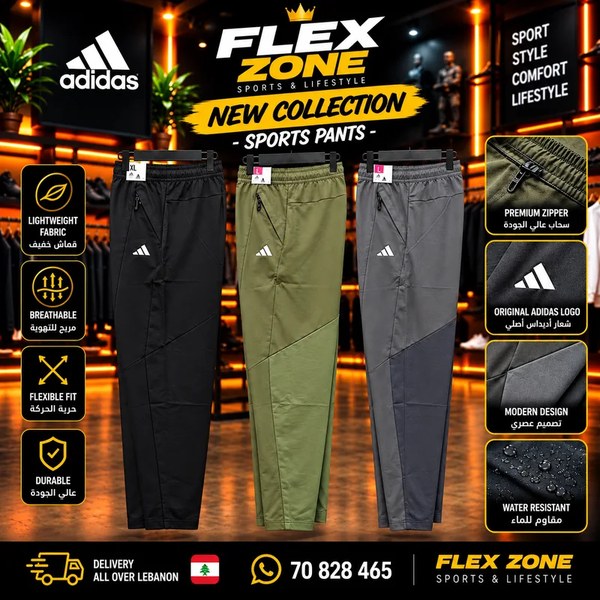 adidas
FLEX
ZONE
SPORTS & LIFESTYLE
NEW COLLECTION
- SPORTS PANTS -
SPORT
STYLE
COMFORT
LIFESTYLE
XL
L
L
LIGHTWEIGHT
FABRIC
قماش خفيف
BREATHABLE
مريح للتهوية
FLEXIBLE FIT
حرية الحركة
DURABLE
عالي الجودة
PREMIUM ZIPPER
سحاب عالي الجودة
ORIGINAL ADIDAS LOGO
شعار أديداس أصلي
MODERN DESIGN
تصميم عصري
WATER RESISTANT
مقاوم للماء
DELIVERY
ALL OVER LEBANON
70 828 465
FLEX ZONE
SPORTS & LIFESTYLE